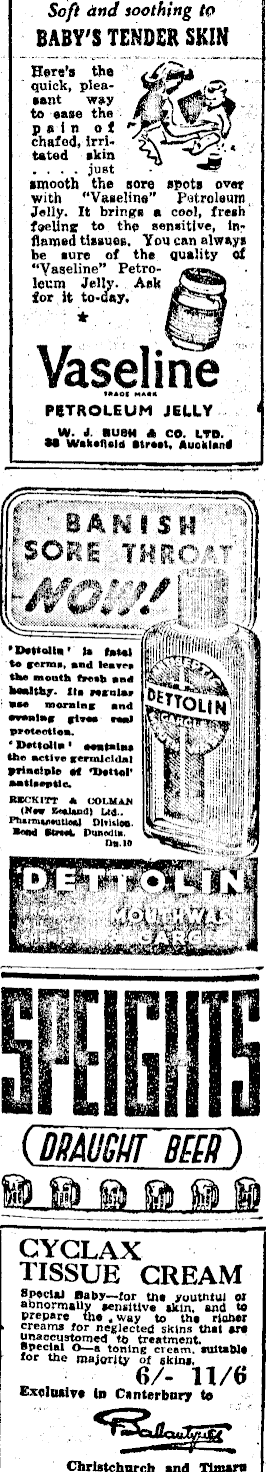 Soft and soothing to
BABY'S TENDER SKIN
Here's the
quick, plea-
sant way
to ease the
pain of
chafed, irri-
tated skin
. . . . just
smooth the sore spots over
with "Vaseline" Petroleum
Jelly. It brings a cool, fresh
feeling to the sensitive, in-
flamed tissues. You can always
be sure of the quality of
"Vaseline" Petro-
leum Jelly. Ask
for it to-day.
Vaseline
TRADE MARK
PETROLEUM JELLY
W. J. BUSH & CO. LTD.
38 Wakefield Street, Auckland
BANISH
SORE THROAT
NOW!
'Dettolin' is fatal
to germs, and leaves
the mouth fresh and
healthy. Its regular
use morning and
evening gives real
protection.
'Dettolin' contains
the active germicidal
principle of 'Dettol'
antiseptic.
RECKITT & COLMAN
(New Zealand) Ltd.,
Pharmaceutical Division,
Bond Street, Dunedin.
Dn.10
ANTISEPTIC
DETTOLIN
GARGLE
DETTOLIN
MOUTHWASH
GARGLE
SPEIGHTS
DRAUGHT BEER
CYCLAX
TISSUE CREAM
Special Baby—for the youthful or
abnormally sensitive skin, and to
prepare the way to the richer
creams for neglected skins that are
unaccustomed to treatment.
Special O—a toning cream, suitable
for the majority of skins.
6/- 11/6
Exclusive in Canterbury to
Ballantynes
Christchurch and Timaru